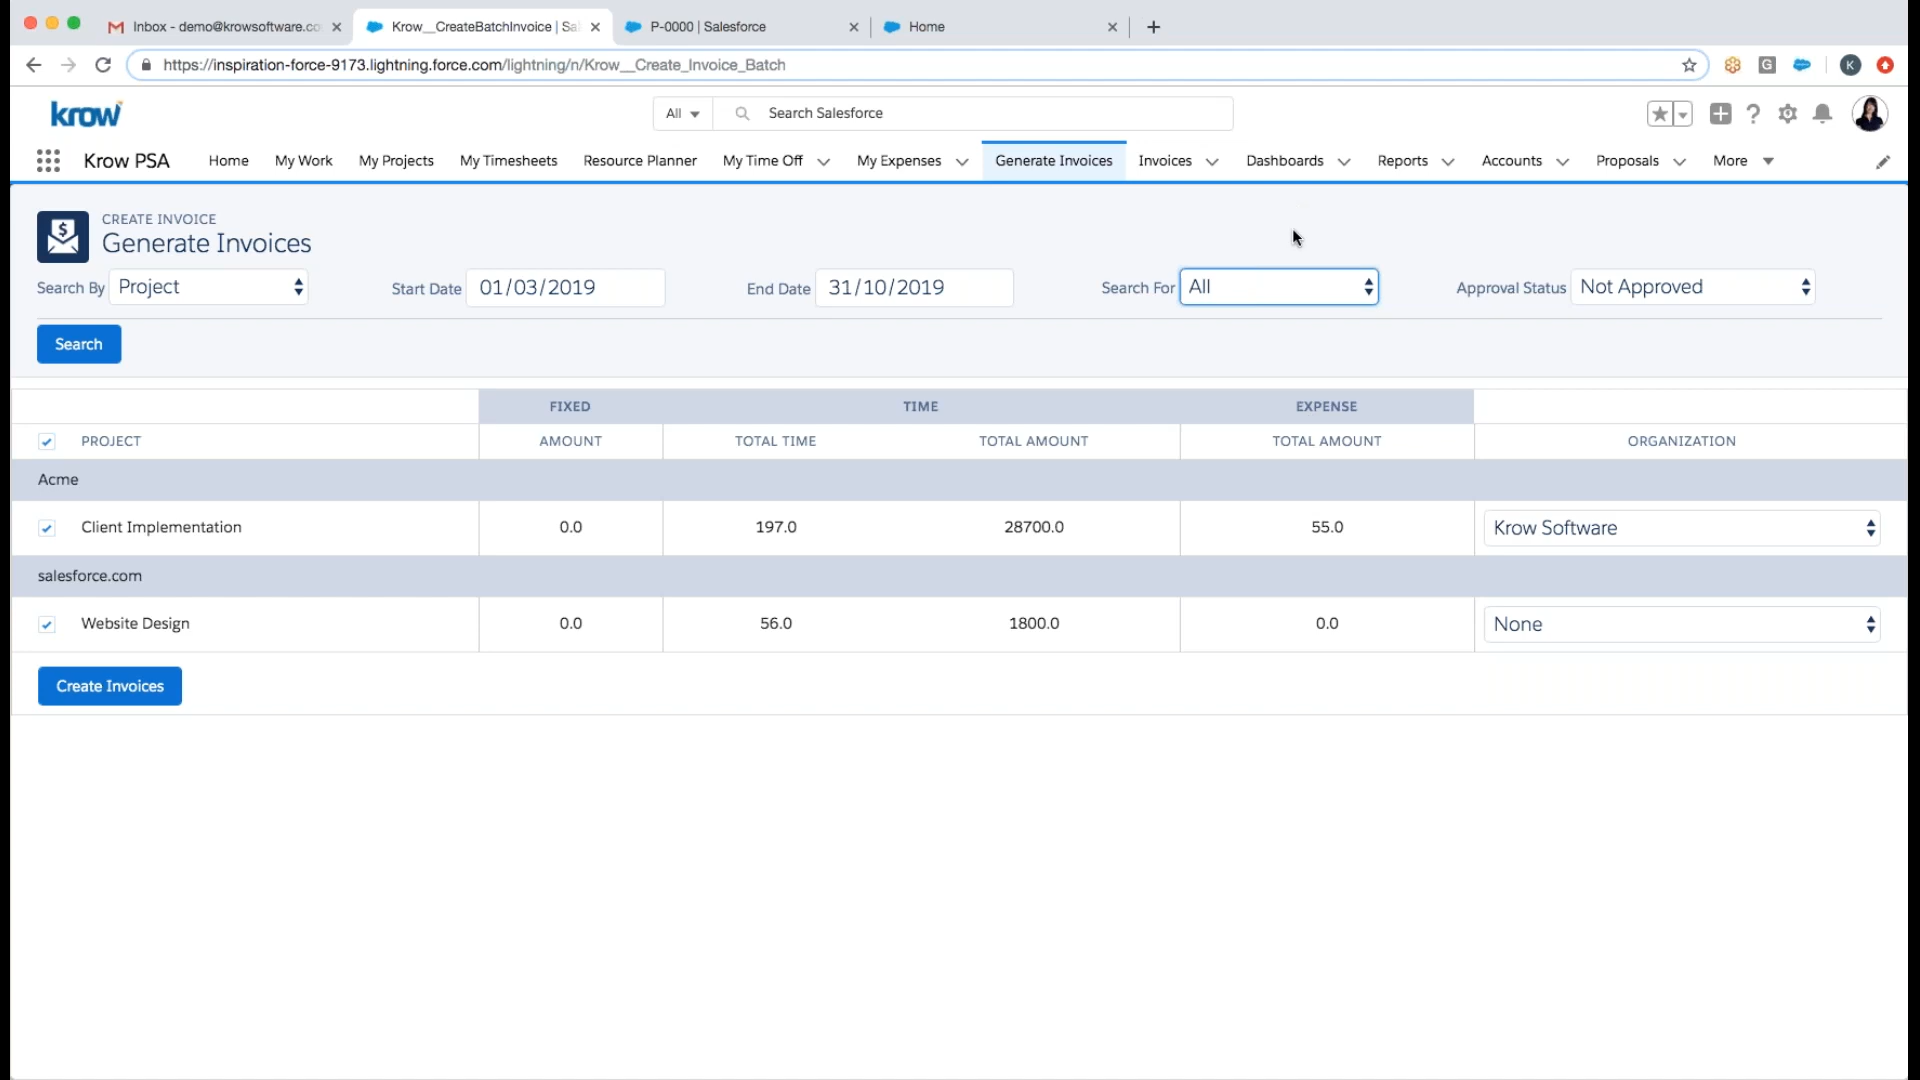 Inbox - demo@krowsoftware.co
Krow__CreateBatchInvoice | Sa
P-0000 | Salesforce
Home
https://inspiration-force-9173.lightning.force.com/lightning/n/Krow__Create_Invoice_Batch
G
K
krow
All
Search Salesforce
Krow PSA
Home
My Work
My Projects
My Timesheets
Resource Planner
My Time Off
My Expenses
Generate Invoices
Invoices
Dashboards
Reports
Accounts
Proposals
More
CREATE INVOICE
Generate Invoices
Search By Project
Start Date 01/03/2019
End Date 31/10/2019
Search For All
Approval Status Not Approved
Search
FIXED TIME EXPENSE
PROJECT AMOUNT TOTAL TIME TOTAL AMOUNT TOTAL AMOUNT ORGANIZATION
Acme
Client Implementation 0.0 197.0 28700.0 55.0 Krow Software
salesforce.com
Website Design 0.0 56.0 1800.0 0.0 None
Create Invoices